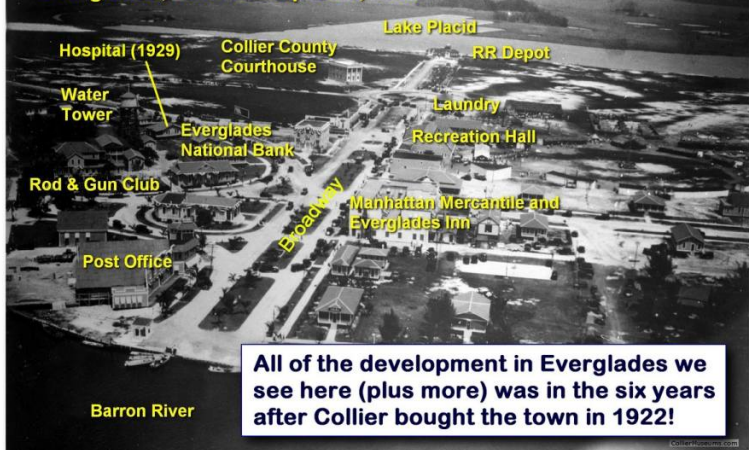 Lake Placid
Hospital (1929)
Collier County
Courthouse
RR Depot
Water
Tower
Laundry
Everglades
National Bank
Recreation Hall
Rod & Gun Club
Manhattan Mercantile and
Everglades Inn
Broadway
Post Office
All of the development in Everglades we
see here (plus more) was in the six years
after Collier bought the town in 1922!
Barron River
CollierMuseums.com